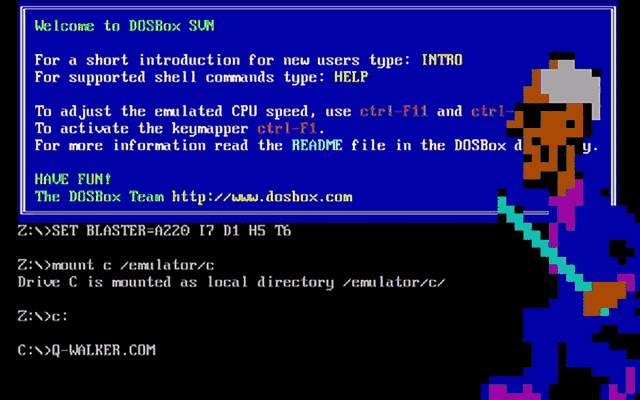 Welcome to DOSBox SVN
For a short introduction for new users type: INTRO
For supported shell commands type: HELP
To adjust the emulated CPU speed, use ctrl-F11 and ctrl-
To activate the keymapper ctrl-F1.
For more information read the README file in the DOSBox d y.
HAVE FUN!
The DOSBox Team http://www.dosbox.com
Z:\>SET BLASTER=A220 I7 D1 H5 T6
Z:\>mount c /emulator/c
Drive C is mounted as local directory /emulator/c/
Z:\>c:
C:\>Q-WALKER.COM